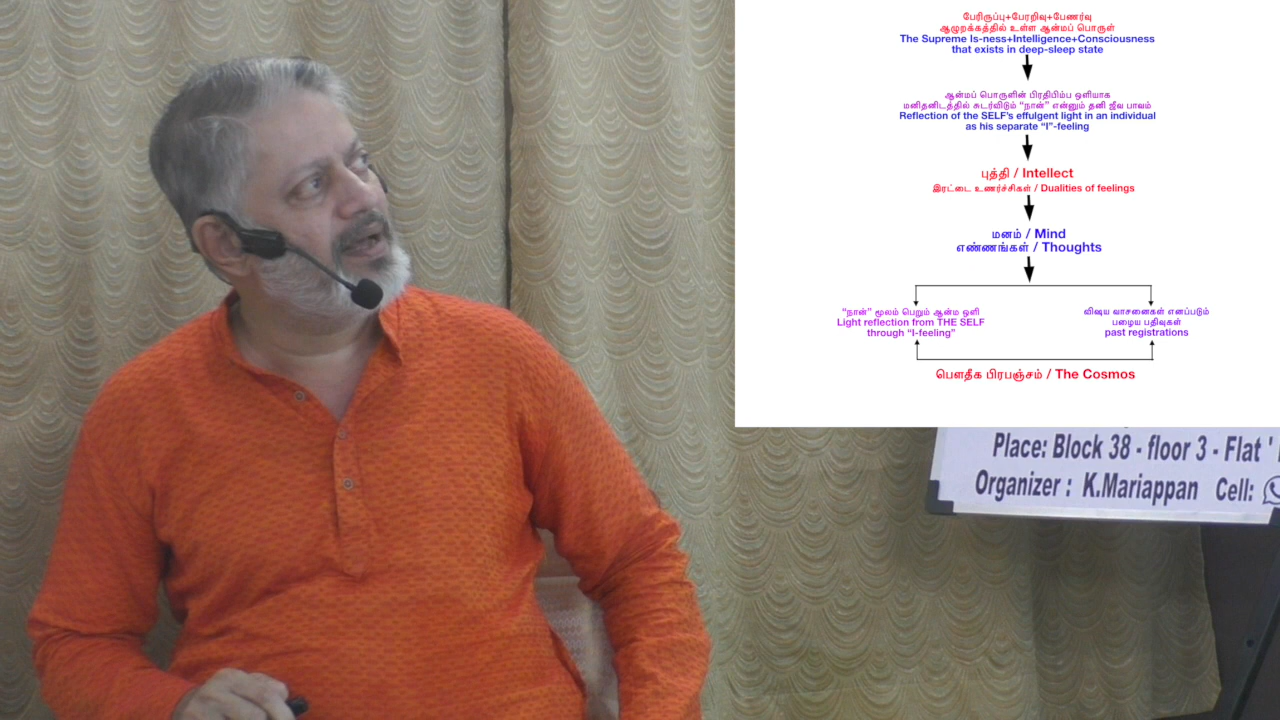 பேரிருப்பு+பேரறிவு+பேணர்வு
ஆழுறக்கத்தில் உள்ள ஆன்மப் பொருள்
The Supreme Is-ness+Intelligence+Consciousness
that exists in deep-sleep state
ஆன்மப் பொருளின் பிரதிபிம்ப ஒளியாக
மனிதனிடத்தில் சுடர்விடும் “நான்” என்னும் தனி ஜீவ பாவம்
Reflection of the SELF’s effulgent light in an individual
as his separate “I”-feeling
புத்தி / Intellect
இரட்டை உணர்ச்சிகள் / Dualities of feelings
மனம் / Mind
எண்ணங்கள் / Thoughts
“நான்” மூலம் பெறும் ஆன்ம ஒளி
Light reflection from THE SELF
through “I-feeling”
விஷய வாசனைகள் எனப்படும்
பழைய பதிவுகள்
past registrations
பௌதீக பிரபஞ்சம் / The Cosmos
Place: Block 38 - floor 3 - Flat '
Organizer : K.Mariappan Cell: